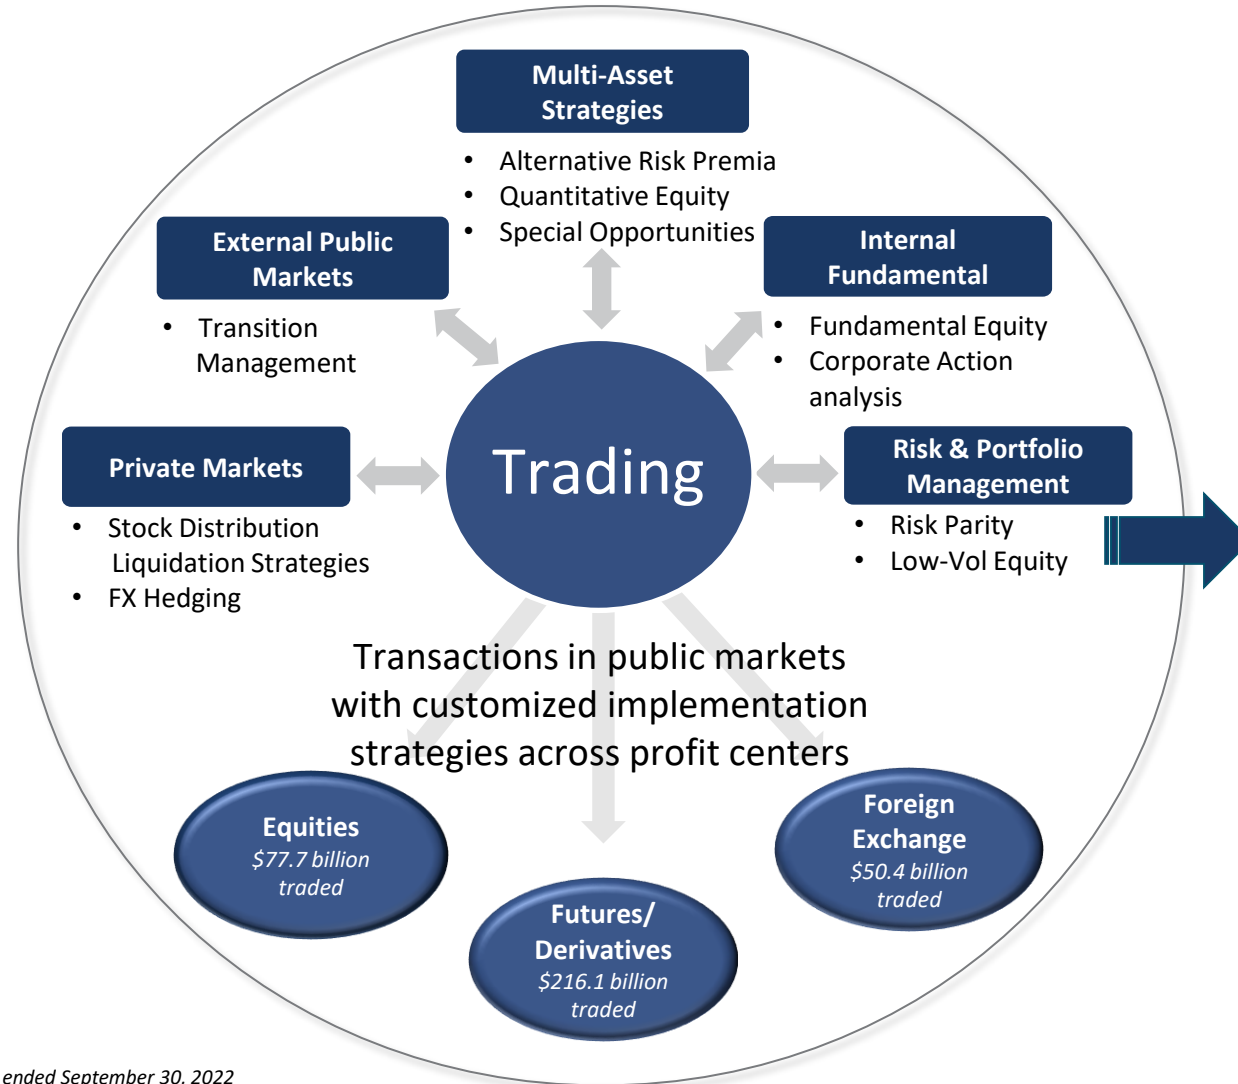 Multi-Asset
Strategies
• Alternative Risk Premia
• Quantitative Equity
• Special Opportunities
External Public
Markets
• Transition
Management
Internal
Fundamental
• Fundamental Equity
• Corporate Action
analysis
Private Markets
• Stock Distribution
Liquidation Strategies
• FX Hedging
Trading
Risk & Portfolio
Management
• Risk Parity
• Low-Vol Equity
Transactions in public markets
with customized implementation
strategies across profit centers
Equities
$77.7 billion
traded
Futures/
Derivatives
$216.1 billion
traded
Foreign
Exchange
$50.4 billion
traded
ended September 30, 2022